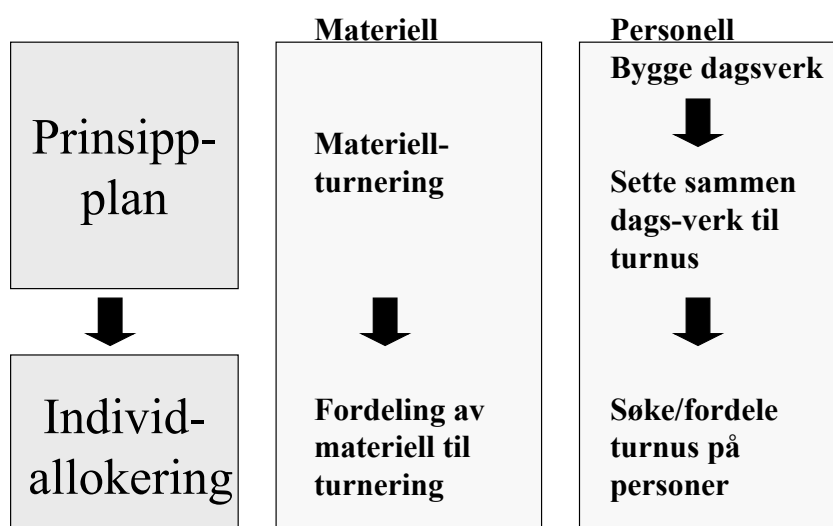 Prinsipp-
plan
Individ-
allokering
Materiell
Materiell-
turnering
Fordeling av
materiell til
turnering
Personell
Bygge dagsverk
Sette sammen
dags-verk til
turnus
Søke/fordele
turnus på
personer